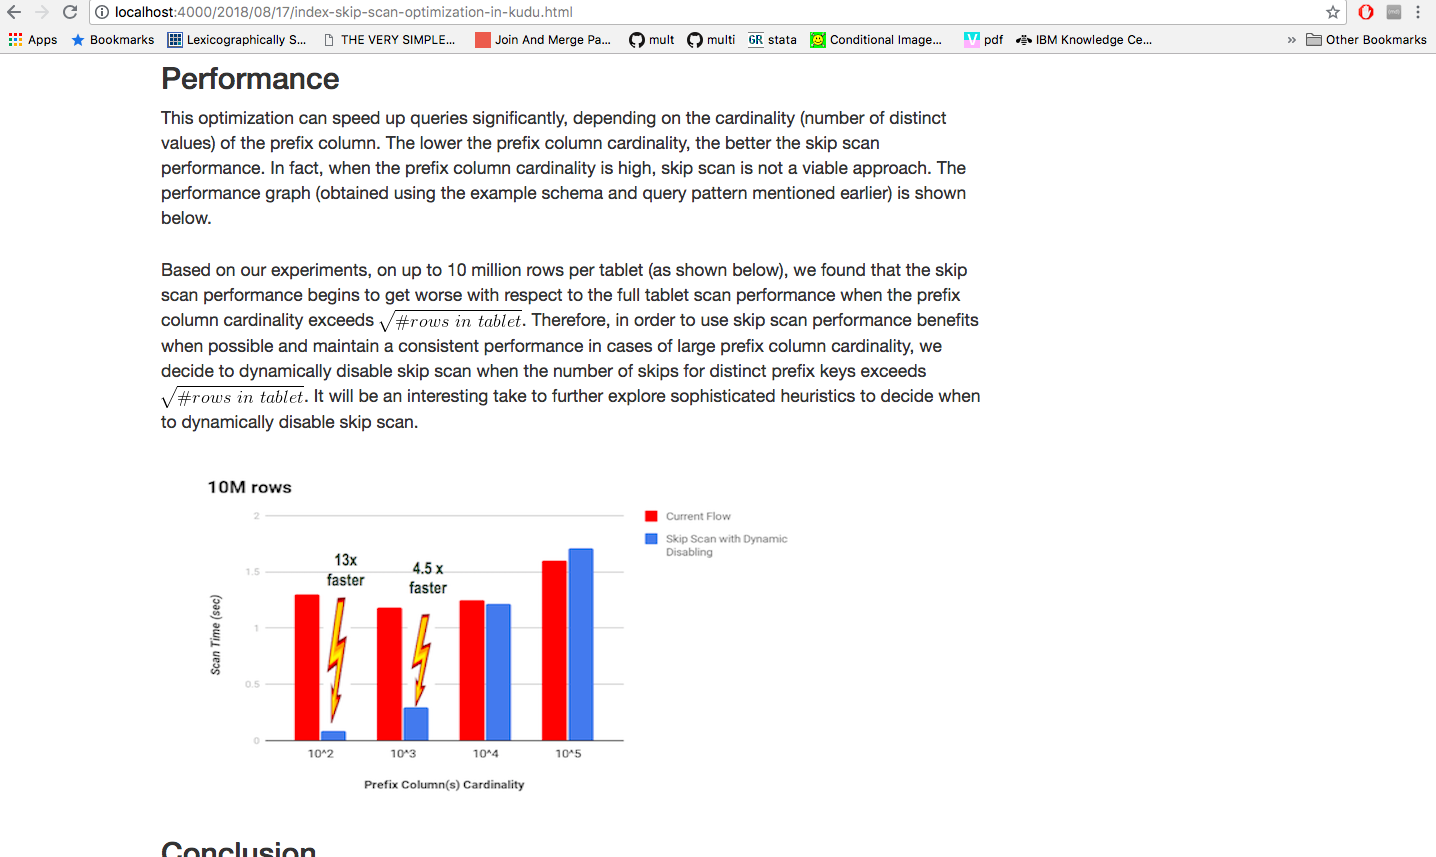 localhost:4000/2018/08/17/index-skip-scan-optimization-in-kudu.html
Apps Bookmarks Lexicographically S... THE VERY SIMPLE... Join And Merge Pa... mult multi GR stata Conditional Image... pdf IBM Knowledge Ce... » Other Bookmarks
Performance
This optimization can speed up queries significantly, depending on the cardinality (number of distinct
values) of the prefix column. The lower the prefix column cardinality, the better the skip scan
performance. In fact, when the prefix column cardinality is high, skip scan is not a viable approach. The
performance graph (obtained using the example schema and query pattern mentioned earlier) is shown
below.
Based on our experiments, on up to 10 million rows per tablet (as shown below), we found that the skip
scan performance begins to get worse with respect to the full tablet scan performance when the prefix
column cardinality exceeds √#rows in tablet. Therefore, in order to use skip scan performance benefits
when possible and maintain a consistent performance in cases of large prefix column cardinality, we
decide to dynamically disable skip scan when the number of skips for distinct prefix keys exceeds
√#rows in tablet. It will be an interesting take to further explore sophisticated heuristics to decide when
to dynamically disable skip scan.
10M rows
Current Flow
Skip Scan with Dynamic
Disabling
2
1.5
1
0.5
0
Scan Time (sec)
13x
faster
4.5 x
faster
10^2 10^3 10^4 10^5
Prefix Column(s) Cardinality
Conclusion